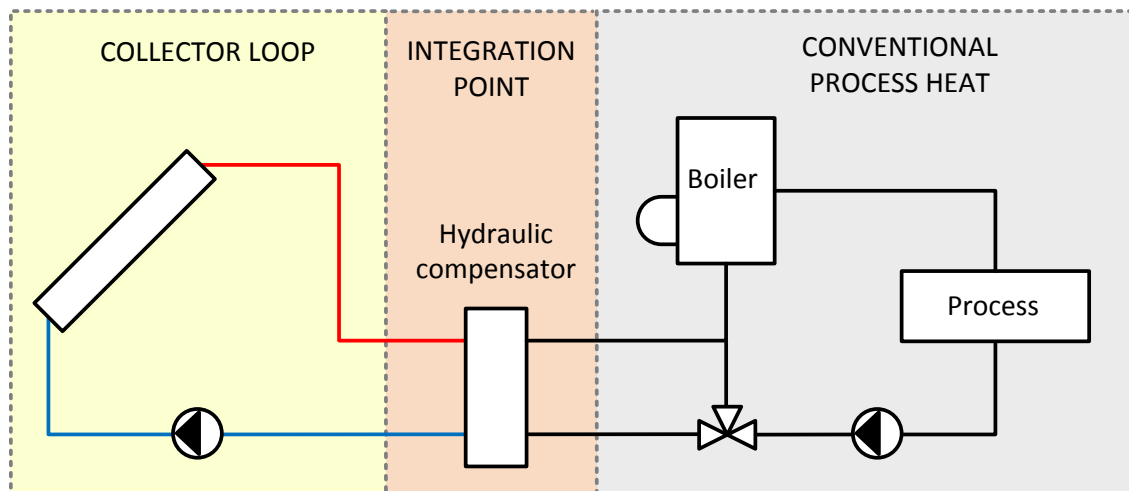 COLLECTOR LOOP
INTEGRATION
POINT
CONVENTIONAL
PROCESS HEAT
Boiler
Hydraulic
compensator
Process